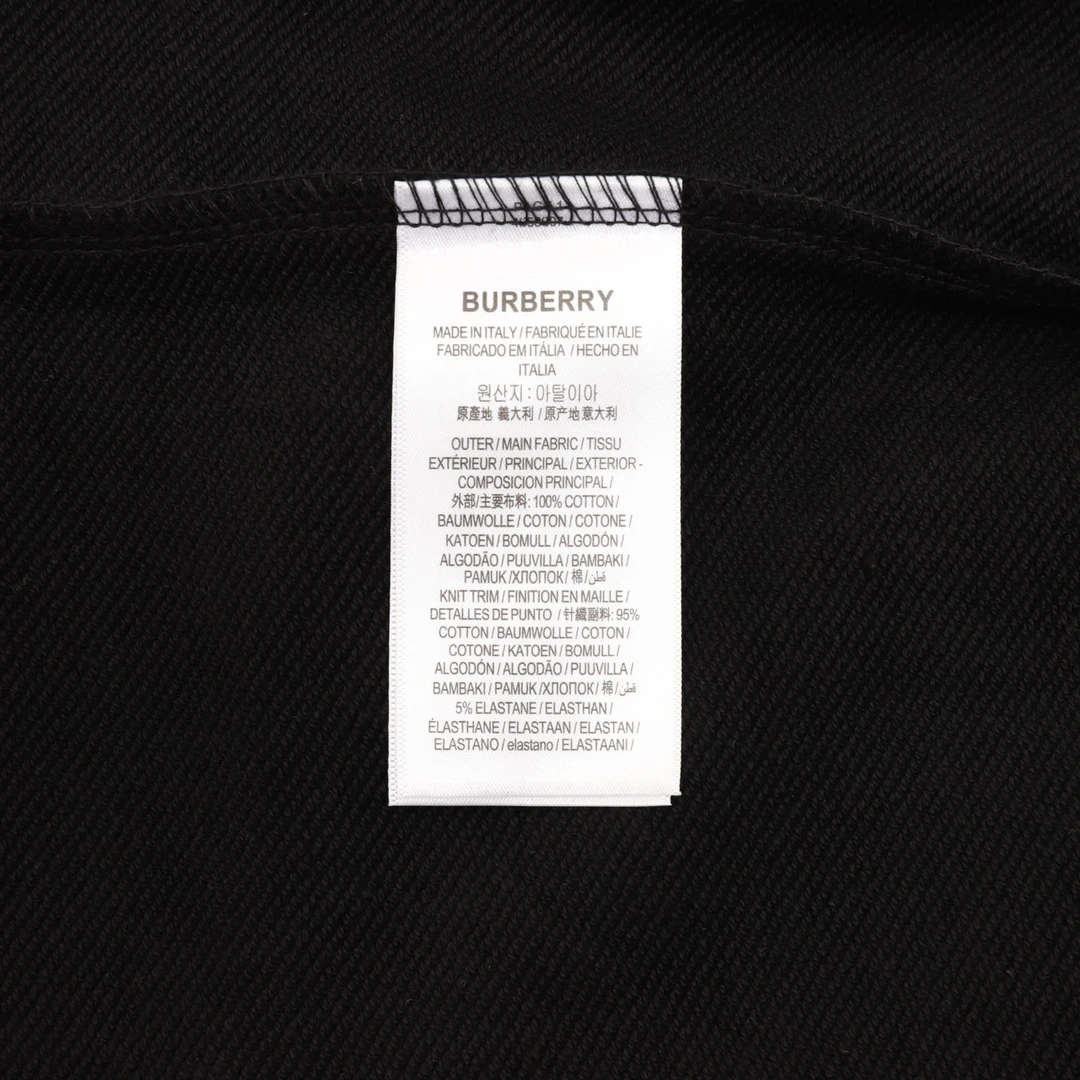 BURBERRY
MADE IN ITALY / FABRIQUÉ EN ITALIE
FABRICADO EM ITÁLIA / HECHO EN
ITALIA
원산지 : 아탈이아
原產地 義大利 / 原产地意大利
OUTER / MAIN FABRIC / TISSU
EXTÉRIEUR / PRINCIPAL / EXTERIOR -
COMPOSICION PRINCIPAL /
外部/主要布料: 100% COTTON /
BAUMWOLLE / COTON / COTONE /
KATOEN / BOMULL / ALGODÓN /
ALGODÃO / PUUVILLA / BAMBAKI /
PAMUK /ХЛОПОК / 棉 / قطن
KNIT TRIM / FINITION EN MAILLE /
DETALLES DE PUNTO / 针織副料: 95%
COTTON / BAUMWOLLE / COTON /
COTONE / KATOEN / BOMULL /
ALGODÓN / ALGODÃO / PUUVILLA /
BAMBAKI / PAMUK /ХЛОПОК / 棉 / قطن
5% ELASTANE / ELASTHAN /
ÉLASTHANE / ELASTAAN / ELASTAN /
ELASTANO / elastano / ELASTAANI /